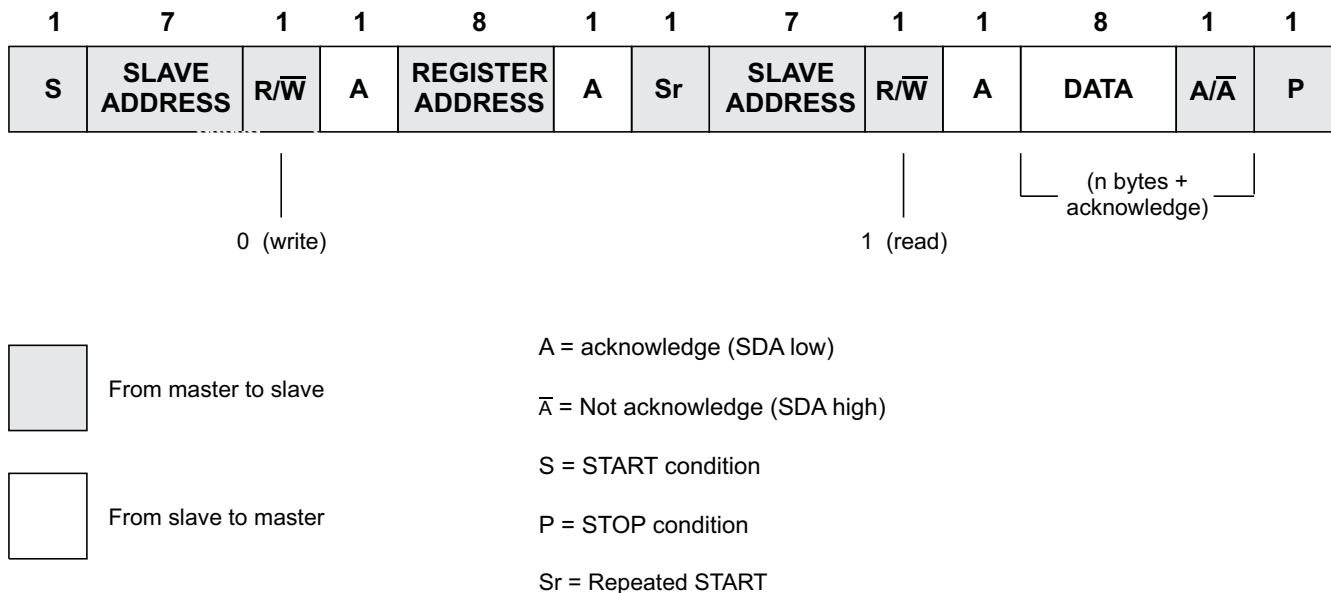 1 7 1 1 8 1 1 7 1 1 8 1 1
S SLAVE ADDRESS R/W̅ A REGISTER ADDRESS A Sr SLAVE ADDRESS R/W̅ A DATA A/A̅ P
(n bytes +
acknowledge)
0 (write) 1 (read)
A = acknowledge (SDA low)
From master to slave
A̅ = Not acknowledge (SDA high)
S = START condition
From slave to master
P = STOP condition
Sr = Repeated START